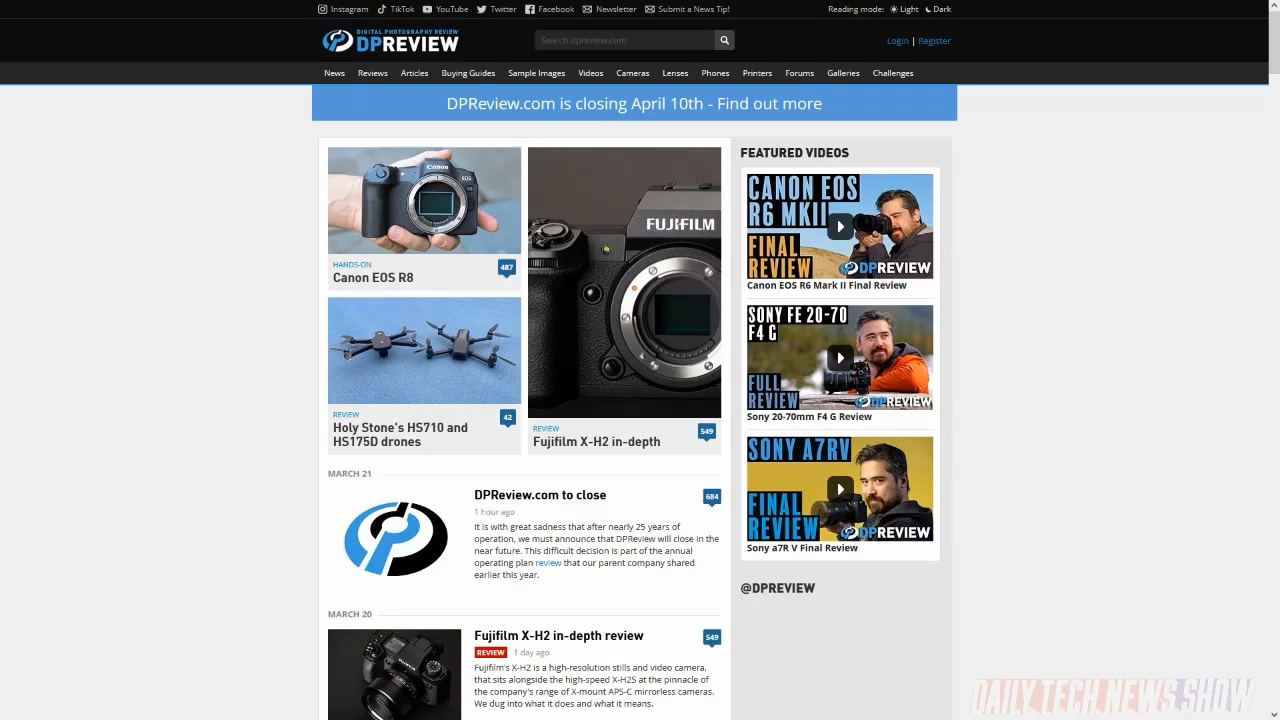 Instagram TikTok YouTube Twitter Facebook Newsletter Submit a News Tip! Reading mode: Light Dark
DIGITAL PHOTOGRAPHY REVIEW
DPREVIEW
Search dpreview.com
Login | Register
News Reviews Articles Buying Guides Sample Images Videos Cameras Lenses Phones Printers Forums Galleries Challenges
DPReview.com is closing April 10th - Find out more
Canon
EOS
HANDS-ON
487
Canon EOS R8
REVIEW
42
Holy Stone's HS710 and
HS175D drones
FUJIFILM
REVIEW
549
Fujifilm X-H2 in-depth
MARCH 21
DPReview.com to close
684
1 hour ago
It is with great sadness that after nearly 25 years of
operation, we must announce that DPReview will close in the
near future. This difficult decision is part of the annual
operating plan review that our parent company shared
earlier this year.
MARCH 20
Fujifilm X-H2 in-depth review
549
REVIEW 1 day ago
Fujifilm's X-H2 is a high-resolution stills and video camera,
that sits alongside the high-speed X-H2S at the pinnacle of
the company's range of X-mount APS-C mirrorless cameras.
We dug into what it does and what it means.
FEATURED VIDEOS
CANON EOS
R6 MKII
FINAL
REVIEW
DPREVIEW
Canon EOS R6 Mark II Final Review
SONY FE 20-70
F4 G
FULL
REVIEW
DPREVIEW
Sony 20-70mm F4 G Review
SONY A7RV
FINAL
REVIEW
DPREVIEW
Sony a7R V Final Review
@DPREVIEW
DAILY TECH NEWS SHOW